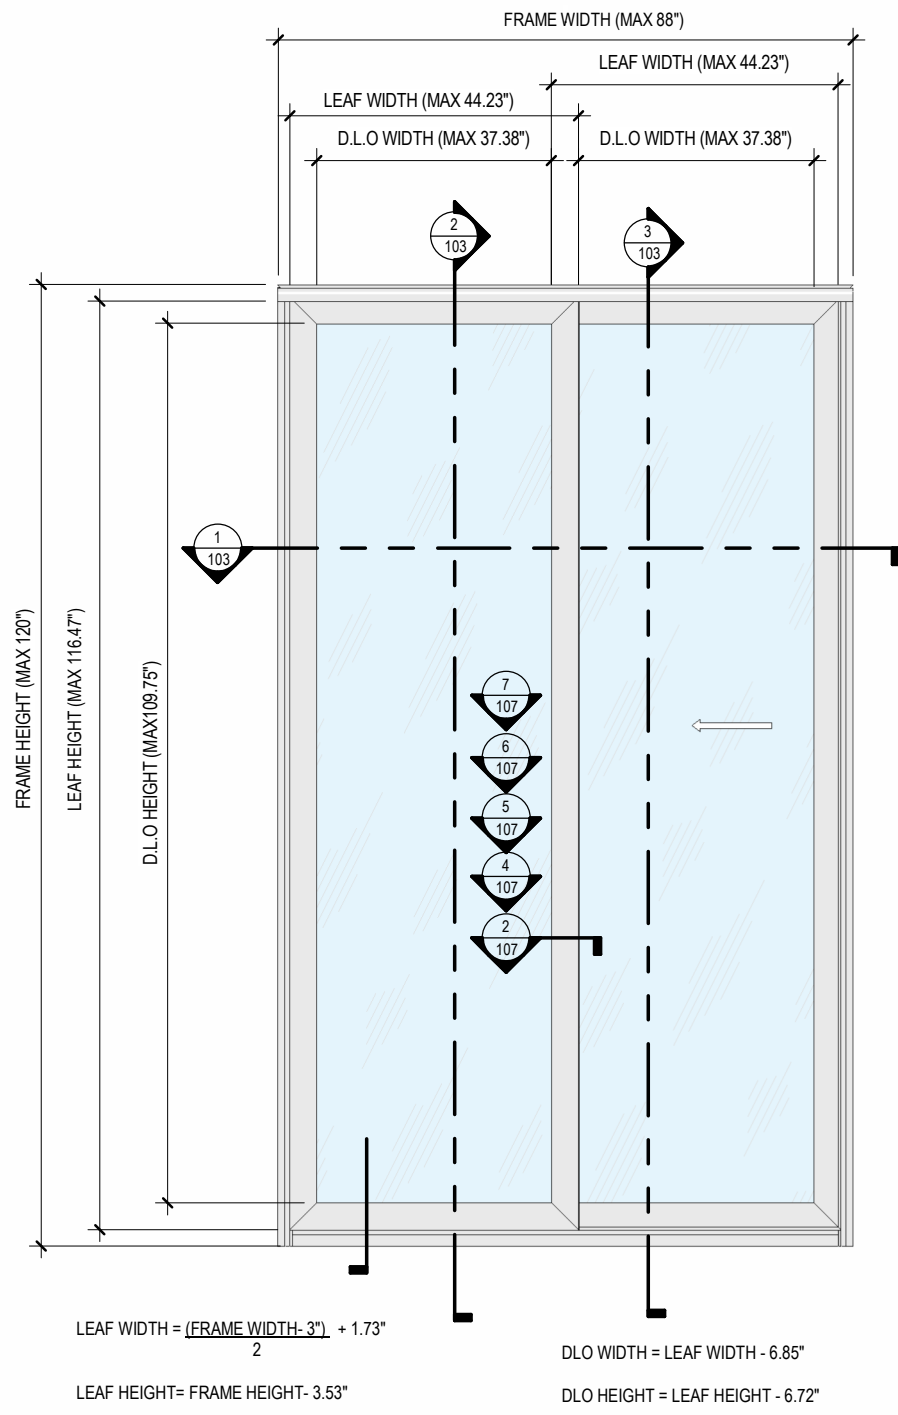 FRAME WIDTH (MAX 88")
LEAF WIDTH (MAX 44.23")
LEAF WIDTH (MAX 44.23")
D.L.O WIDTH (MAX 37.38")
D.L.O WIDTH (MAX 37.38")
2
103
3
103
1
103
FRAME HEIGHT (MAX 120")
LEAF HEIGHT (MAX 116.47")
D.L.O HEIGHT (MAX109.75")
7
107
6
107
5
107
4
107
2
107
LEAF WIDTH = (FRAME WIDTH- 3") + 1.73"
2
LEAF HEIGHT= FRAME HEIGHT- 3.53"
DLO WIDTH = LEAF WIDTH - 6.85"
DLO HEIGHT = LEAF HEIGHT - 6.72"